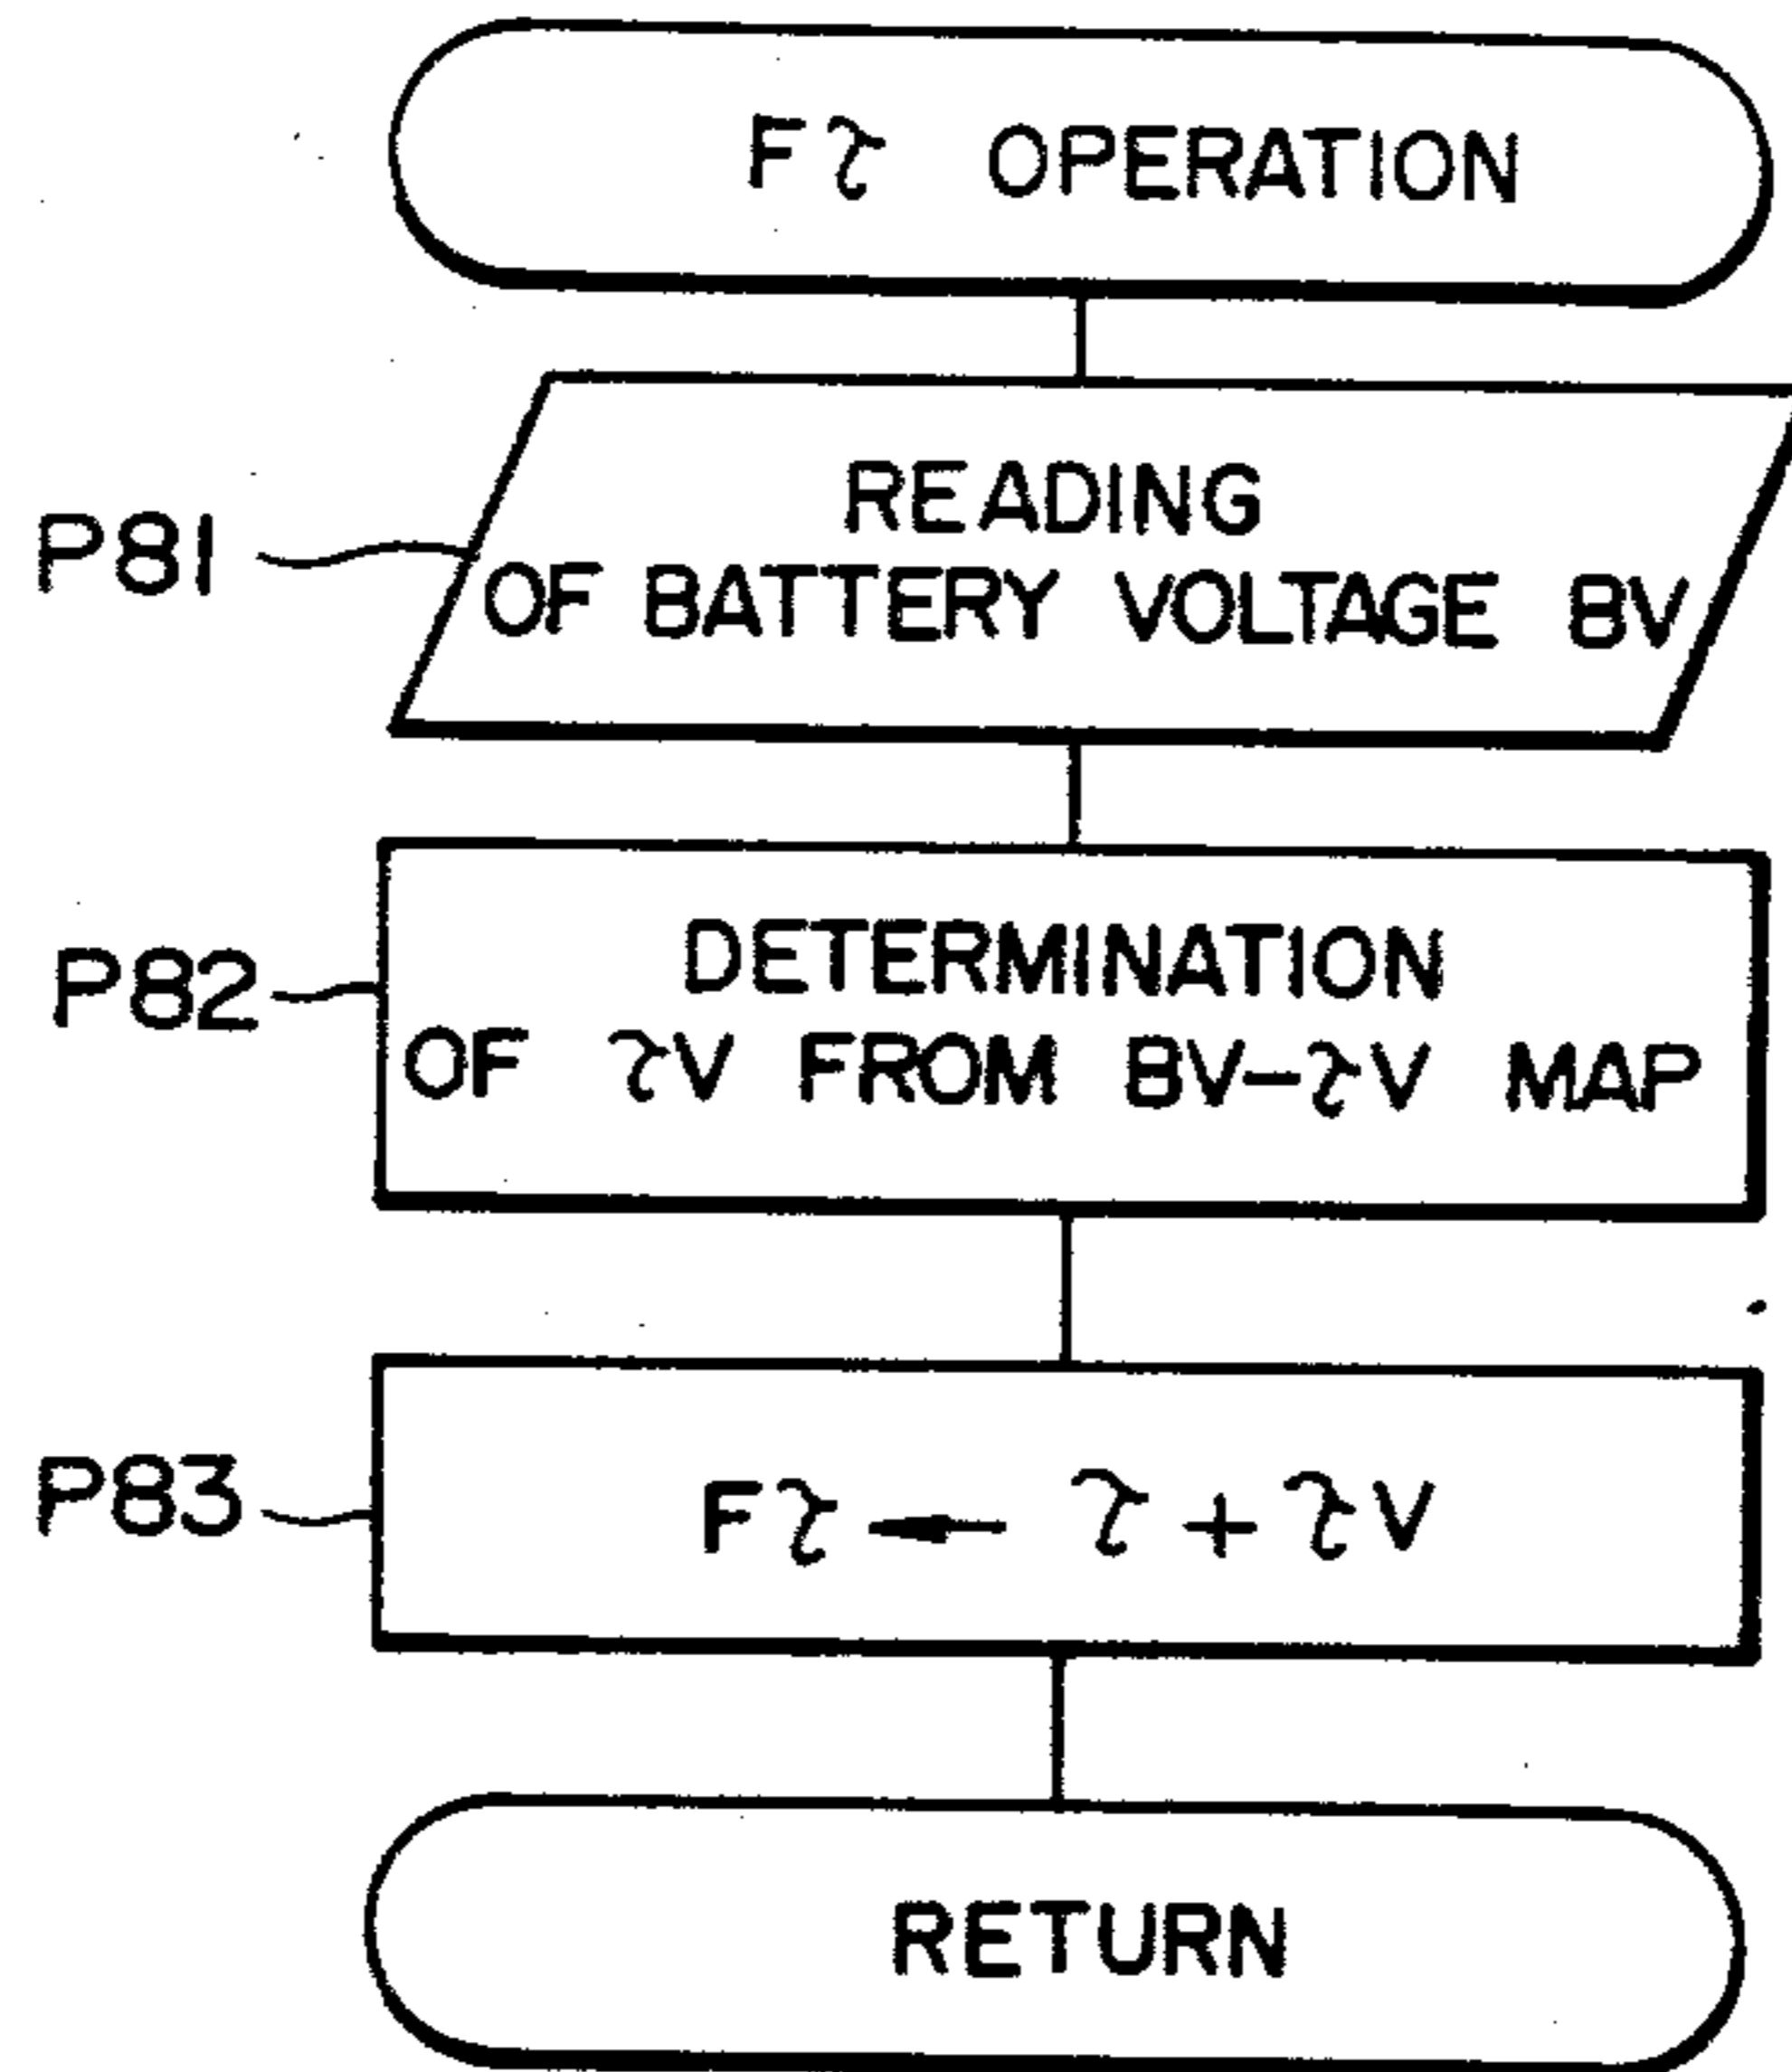 Fτ OPERATION
P81
READING
OF BATTERY VOLTAGE BV
P82
DETERMINATION
OF τV FROM BV-τV MAP
P83
Fτ ← τ + τV
RETURN